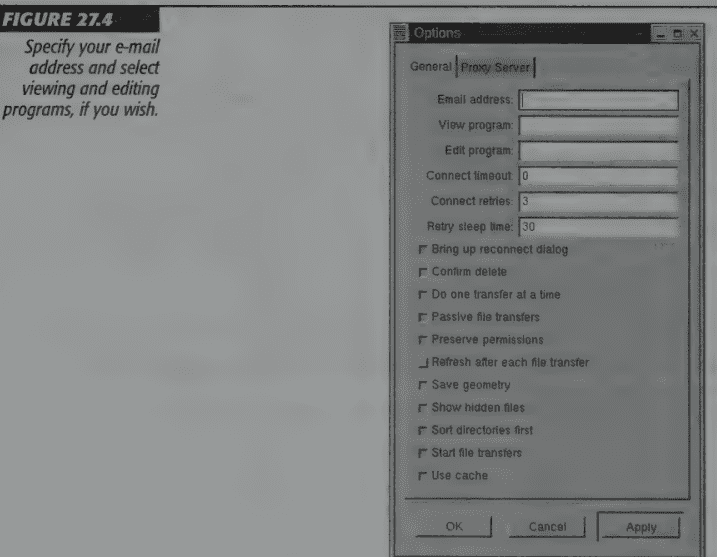 FIGURE 27.4
Specify your e-mail
address and select
viewing and editing
programs, if you wish.
Options
General Proxy Server
Email address:
View program:
Edit program:
Connect timeout: 0
Connect retries: 3
Retry sleep time: 30
Bring up reconnect dialog
Confirm delete
Do one transfer at a time
Passive file transfers
Preserve permissions
Refresh after each file transfer
Save geometry
Show hidden files
Sort directories first
Start file transfers
Use cache
OK Cancel Apply